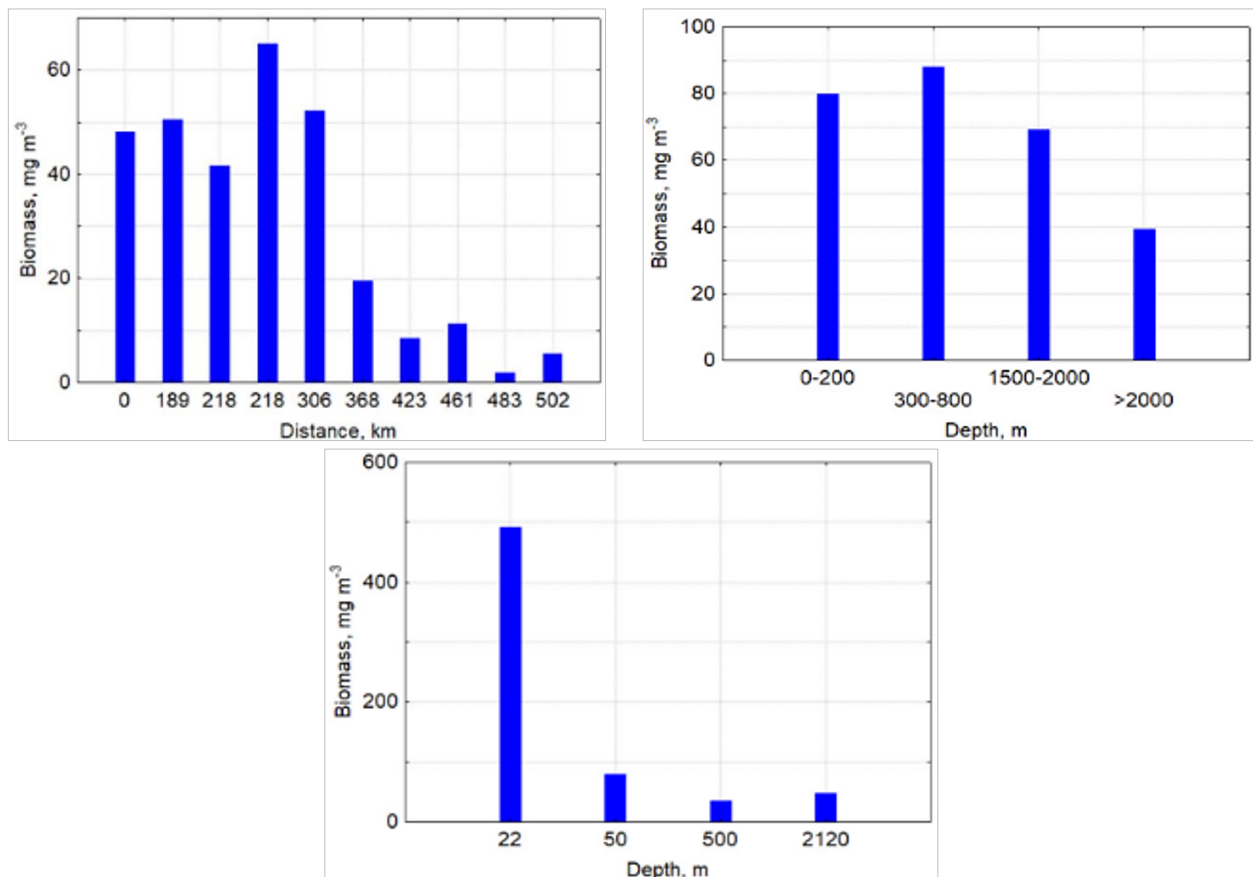 60
40
20
0
Biomass, mg m⁻³
0 189 218 218 306 368 423 461 483 502
Distance, km
100
80
60
40
20
0
Biomass, mg m⁻³
0-200 1500-2000
300-800 >2000
Depth, m
600
400
200
0
Biomass, mg m⁻³
22 50 500 2120
Depth, m